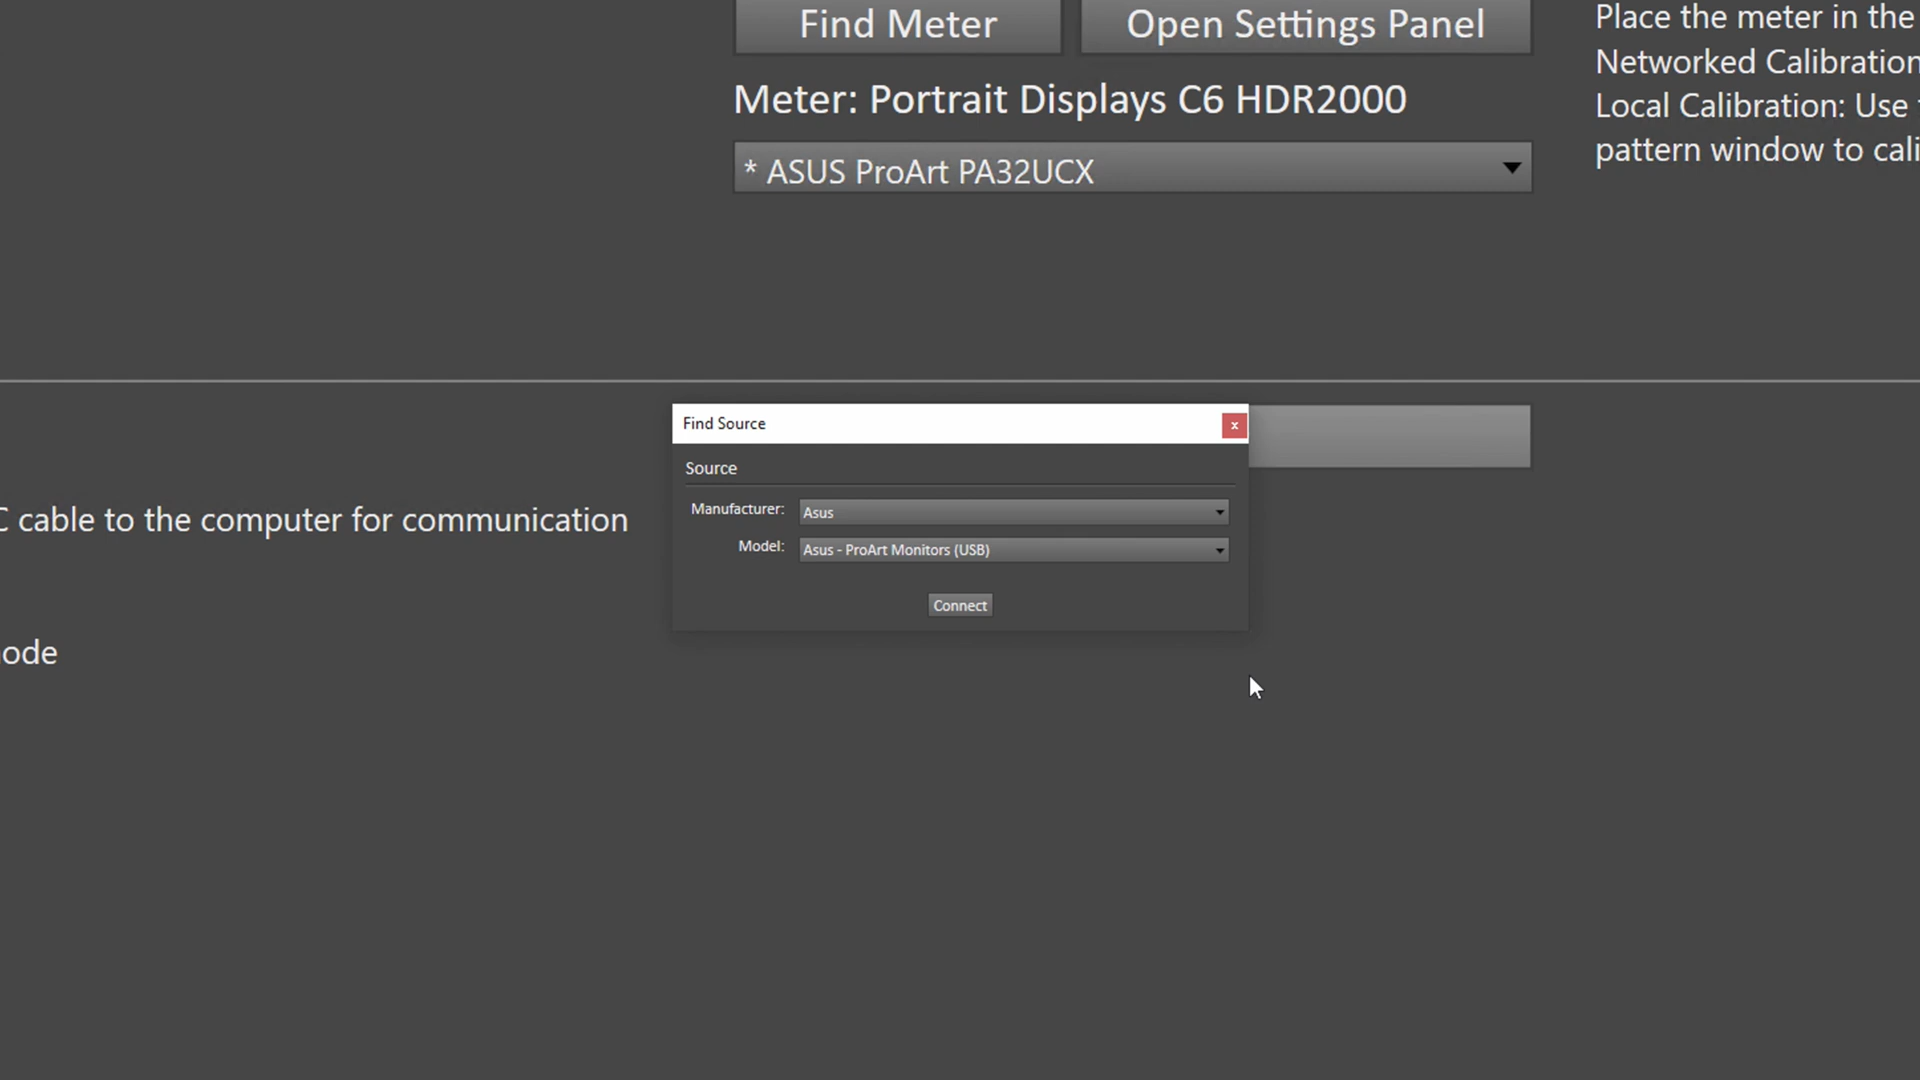 Find Meter
Open Settings Panel
Meter: Portrait Displays C6 HDR2000
* ASUS ProArt PA32UCX
Place the meter in the
Networked Calibration
Local Calibration: Use
pattern window to cali
Find Source
x
Source
Manufacturer: Asus
Model: Asus - ProArt Monitors (USB)
Connect
C cable to the computer for communication
ode